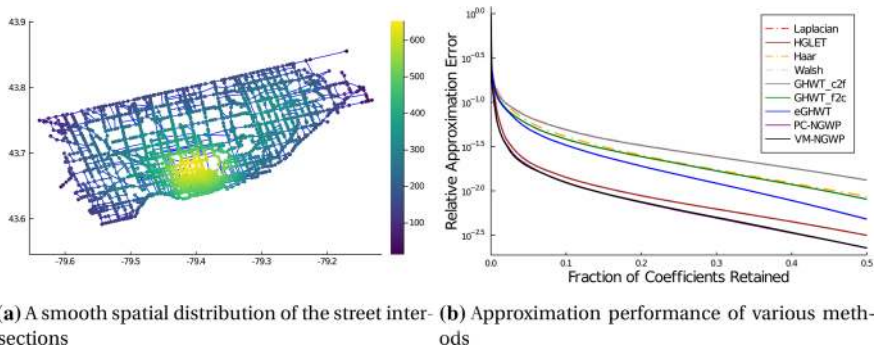 43.9
43.8
43.7
43.6
-79.6
-79.5
-79.4
-79.3
-79.2
600
500
400
300
200
100
Relative Approximation Error
10^0.0
10^-0.5
10^-1.0
10^-1.5
10^-2.0
10^-2.5
0.0
0.1
0.2
0.3
0.4
0.5
Fraction of Coefficients Retained
Laplacian
HGLET
Haar
Walsh
GHWT_c2f
GHWT_f2c
eGHWT
PC-NGWP
VM-NGWP
(a) A smooth spatial distribution of the street inter-
sections
(b) Approximation performance of various meth-
ods